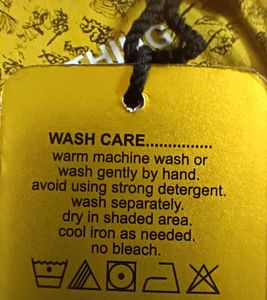 THING
WASH CARE................
warm machine wash or
wash gently by hand.
avoid using strong detergent.
wash separately.
dry in shaded area.
cool iron as needed.
no bleach.